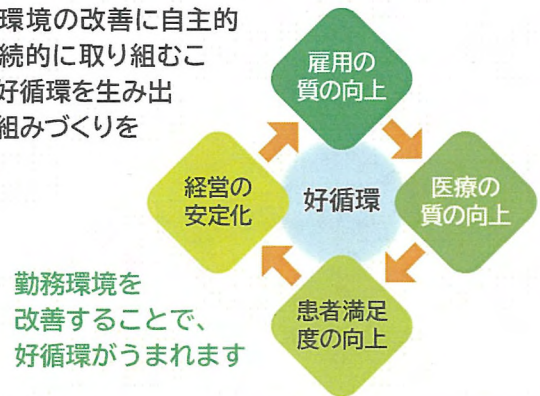 環境の改善に自主的
続的に取り組むこ
好循環を生み出
組みづくりを
雇用の
質の向上
医療の
質の向上
患者満足
度の向上
経営の
安定化
好循環
勤務環境を
改善することで、
好循環がうまれます